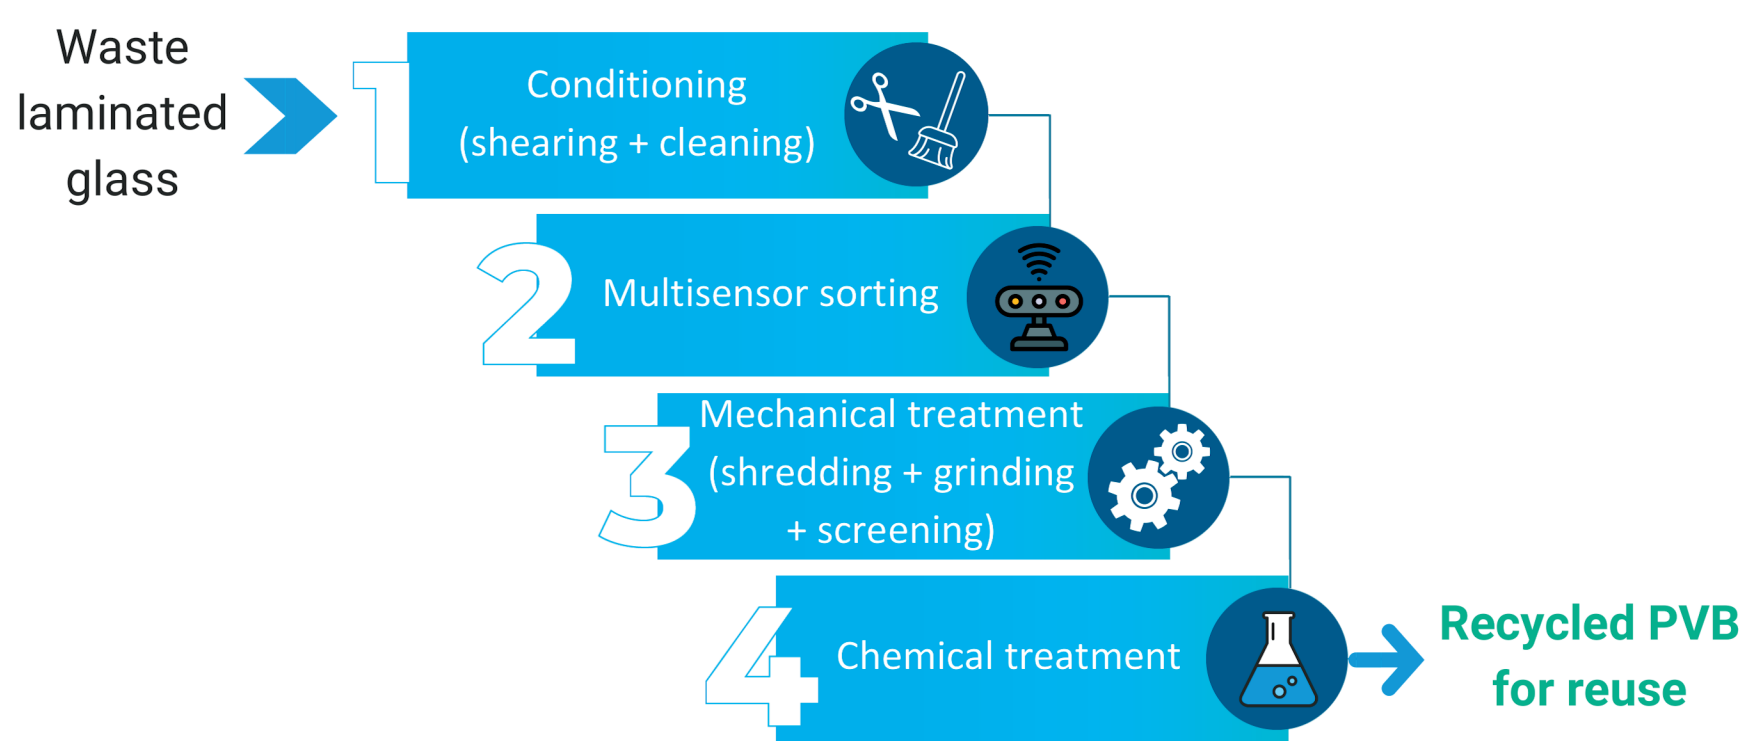 Waste
laminated
glass
1
Conditioning
(shearing + cleaning)
2
Multisensor sorting
3
Mechanical treatment
(shredding + grinding
+ screening)
4
Chemical treatment
Recycled PVB
for reuse